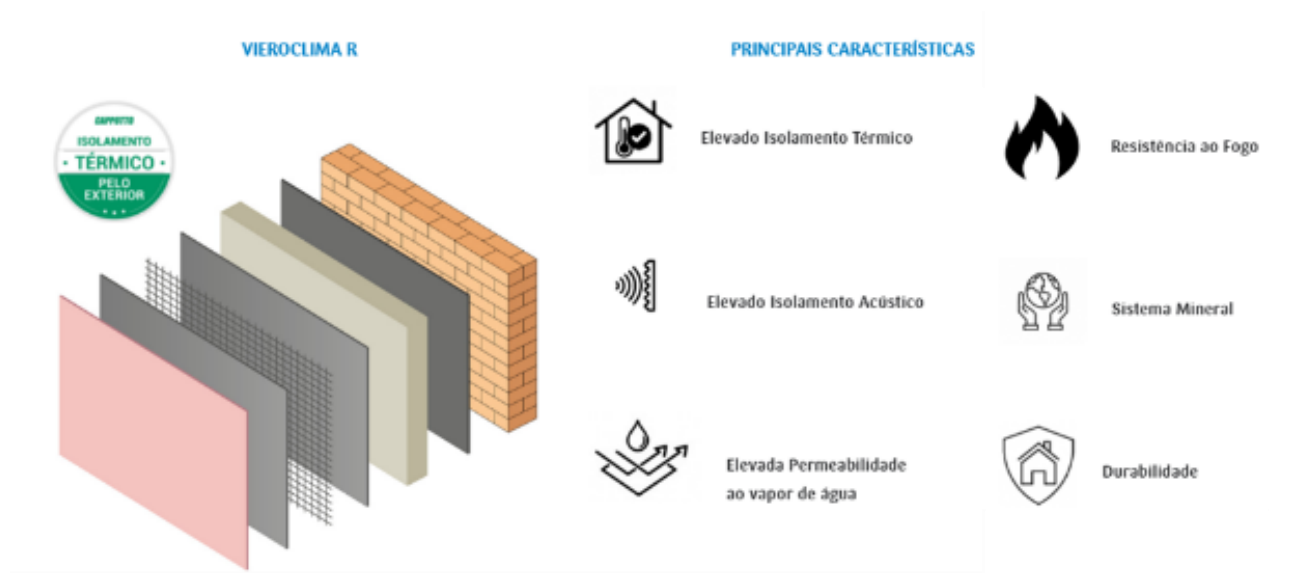 VIEROCLIMA R
CAPPOTTO
ISOLAMENTO
• TÉRMICO •
PELO
EXTERIOR
PRINCIPAIS CARACTERÍSTICAS
Elevado Isolamento Térmico
Resistência ao Fogo
Elevado Isolamento Acústico
Sistema Mineral
Elevada Permeabilidade
ao vapor de água
Durabilidade